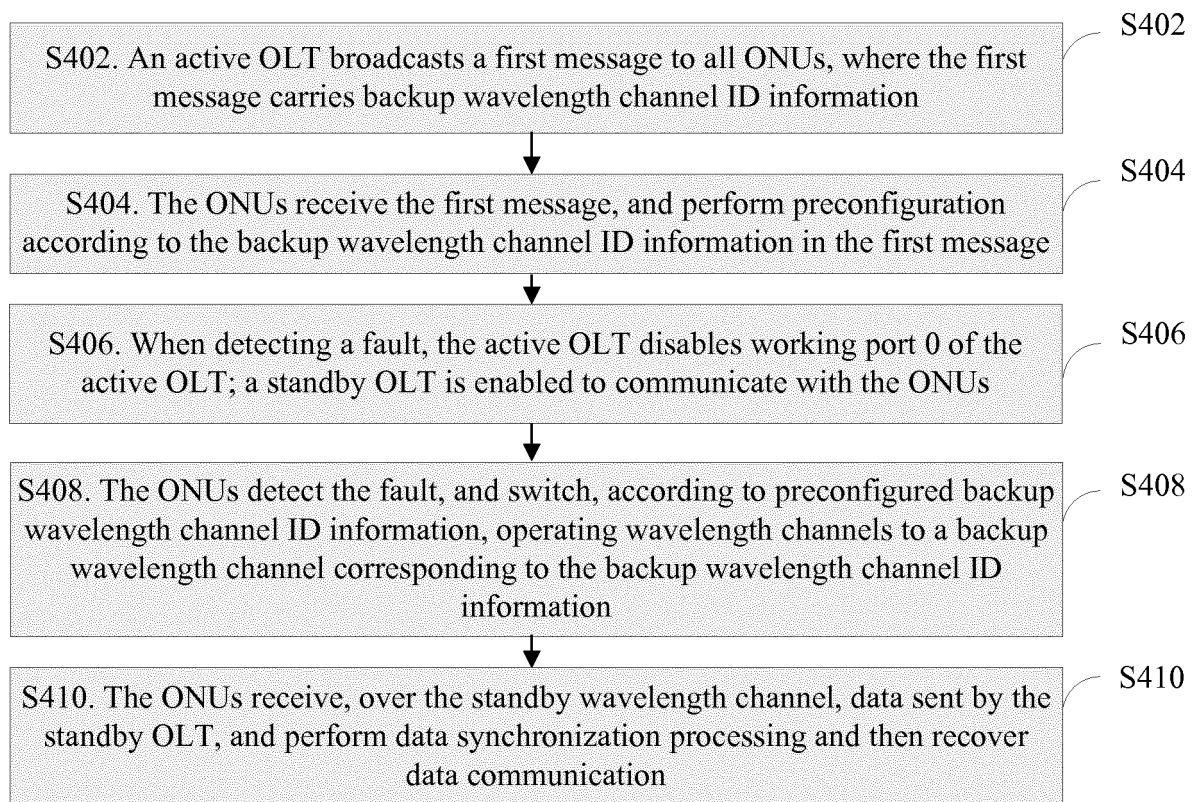 S402. An active OLT broadcasts a first message to all ONUs, where the first
message carries backup wavelength channel ID information
S402
S404. The ONUs receive the first message, and perform preconfiguration
according to the backup wavelength channel ID information in the first message
S404
S406. When detecting a fault, the active OLT disables working port 0 of the
active OLT; a standby OLT is enabled to communicate with the ONUs
S406
S408. The ONUs detect the fault, and switch, according to preconfigured backup
wavelength channel ID information, operating wavelength channels to a backup
wavelength channel corresponding to the backup wavelength channel ID
information
S408
S410. The ONUs receive, over the standby wavelength channel, data sent by the
standby OLT, and perform data synchronization processing and then recover
data communication
S410